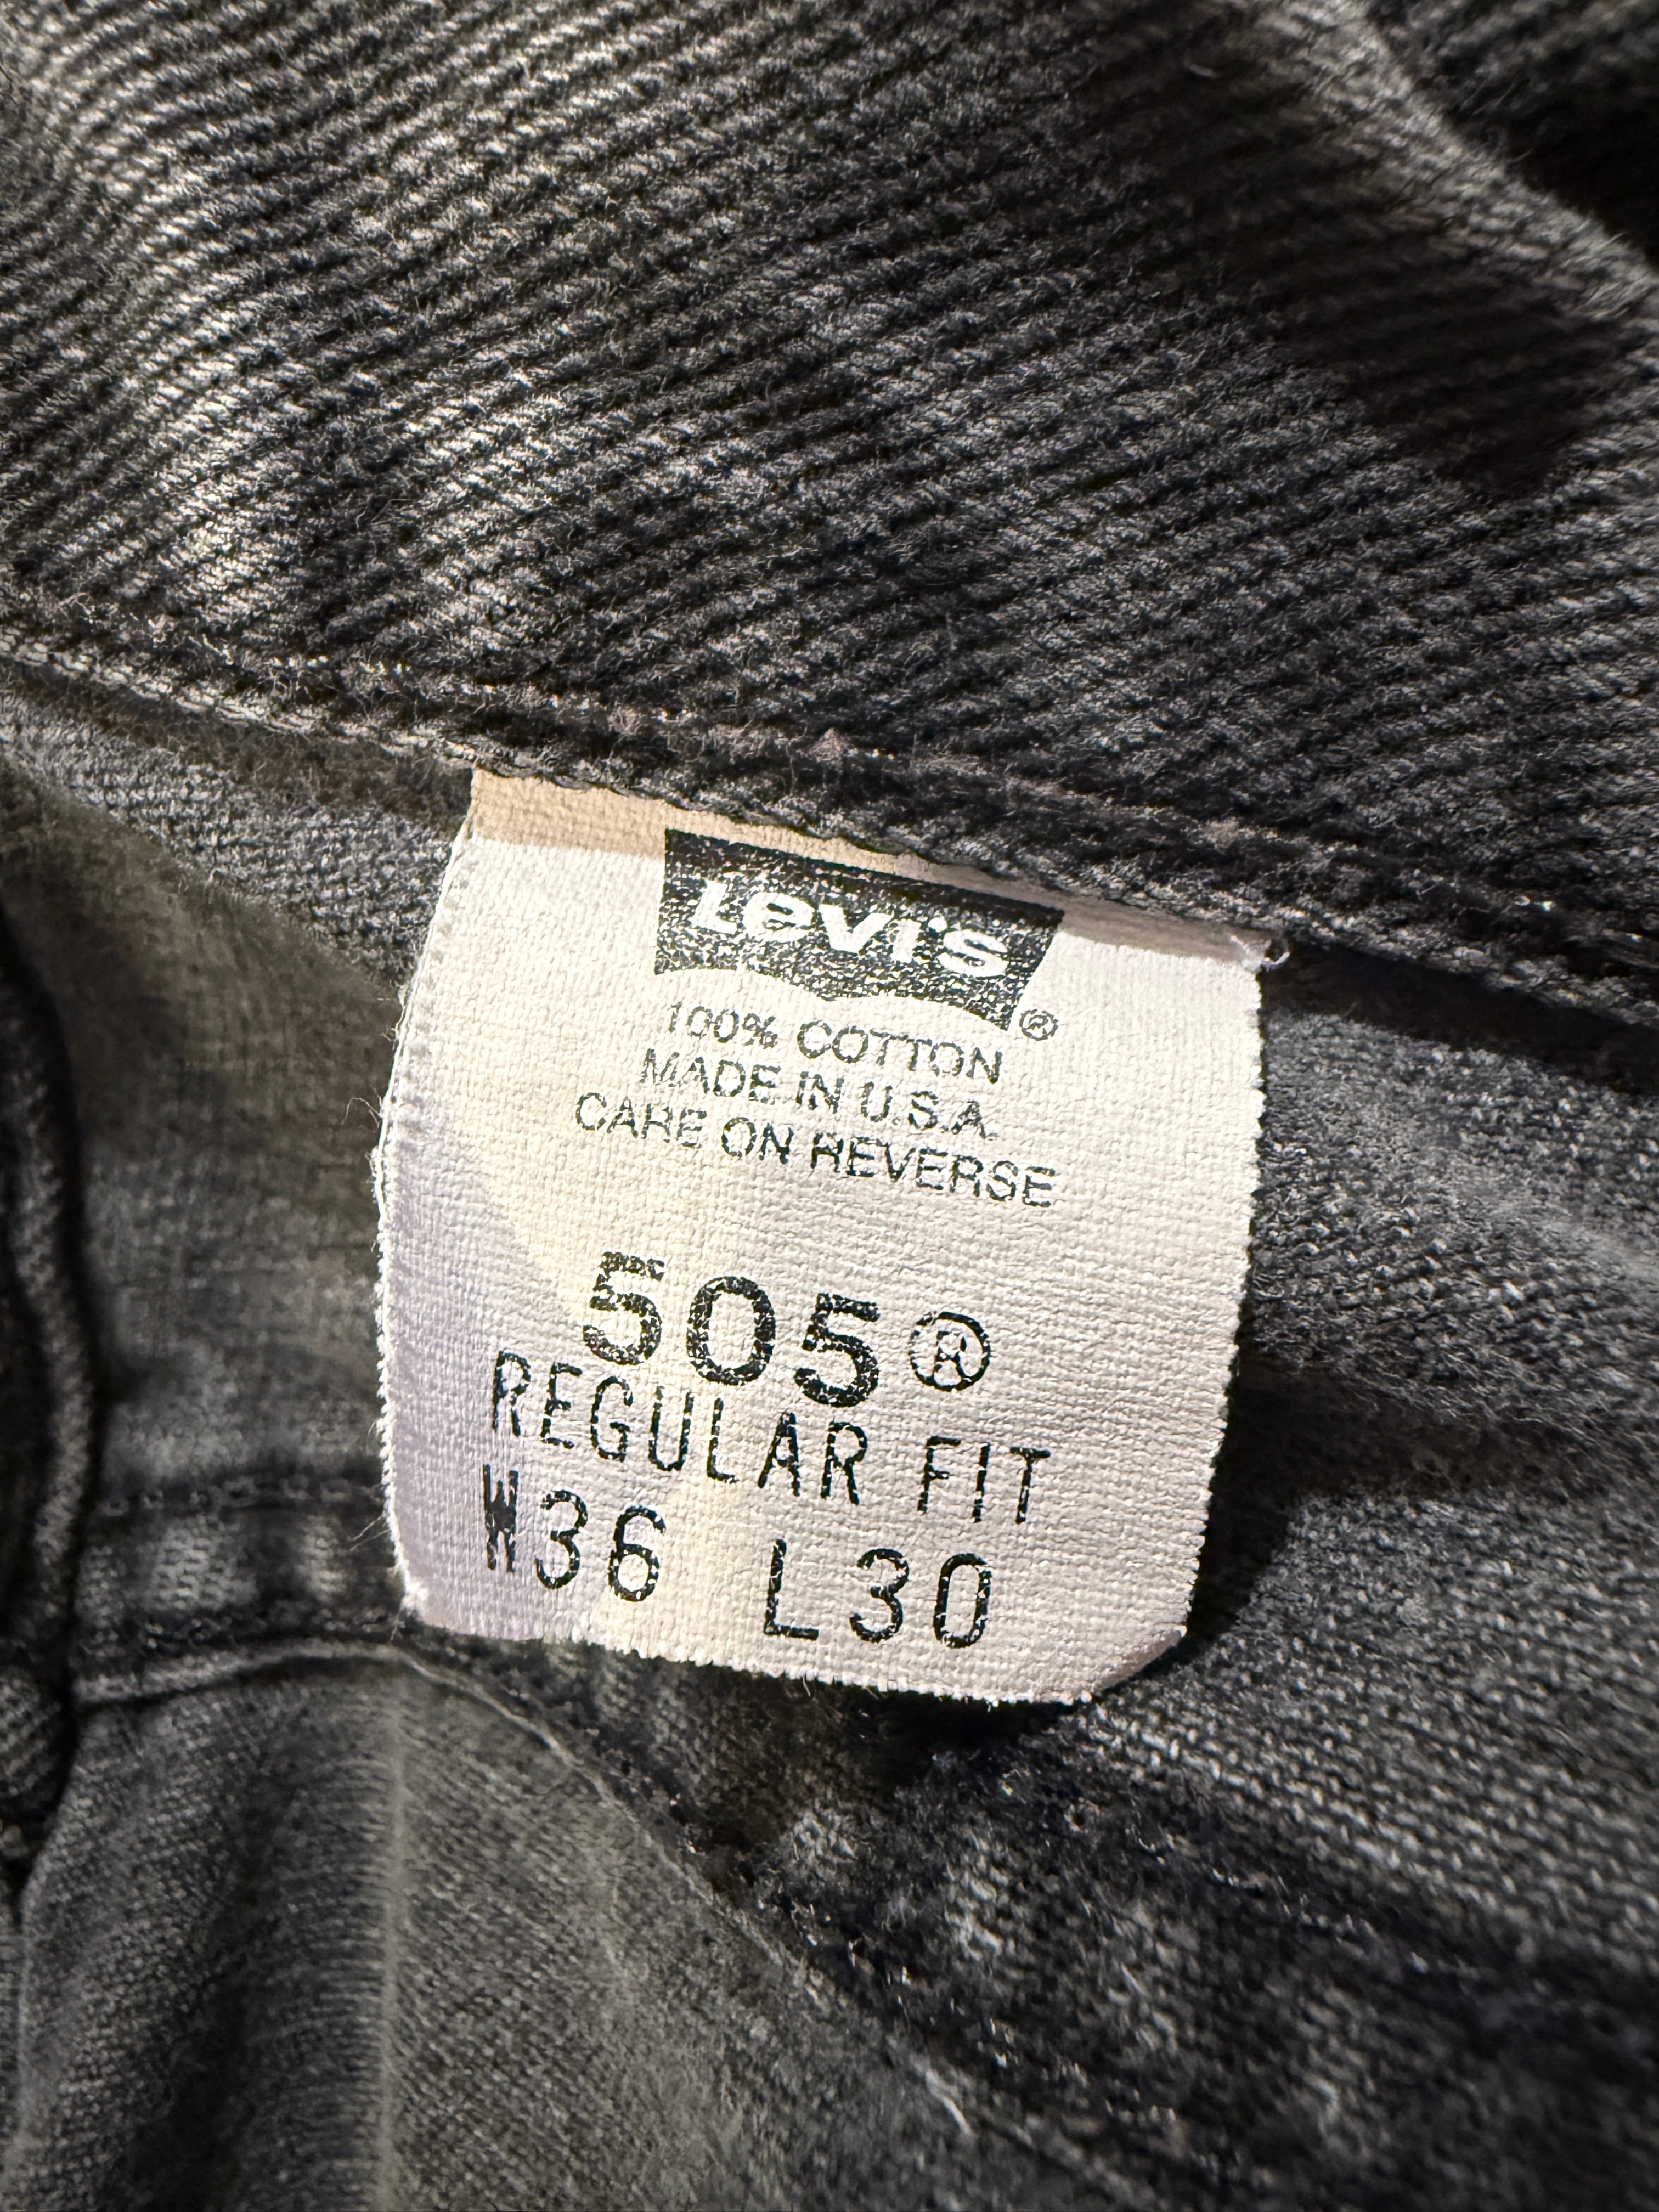 Levi's
®
100% COTTON
MADE IN U.S.A.
CARE ON REVERSE
505®
REGULAR FIT
W36 L30